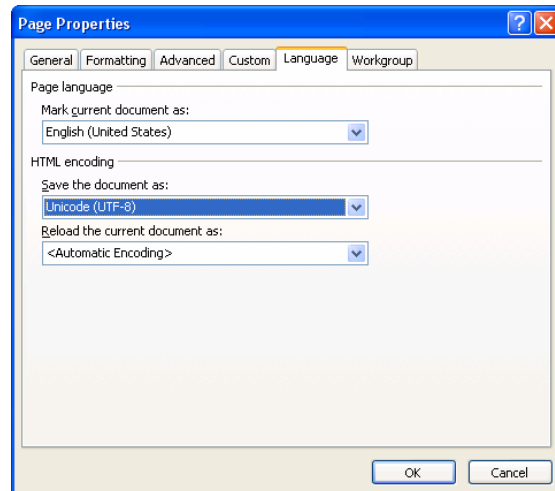 Page Properties
General Formatting Advanced Custom Language Workgroup
Page language
Mark current document as:
English (United States)
HTML encoding
Save the document as:
Unicode (UTF-8)
Reload the current document as:
<Automatic Encoding>
OK Cancel